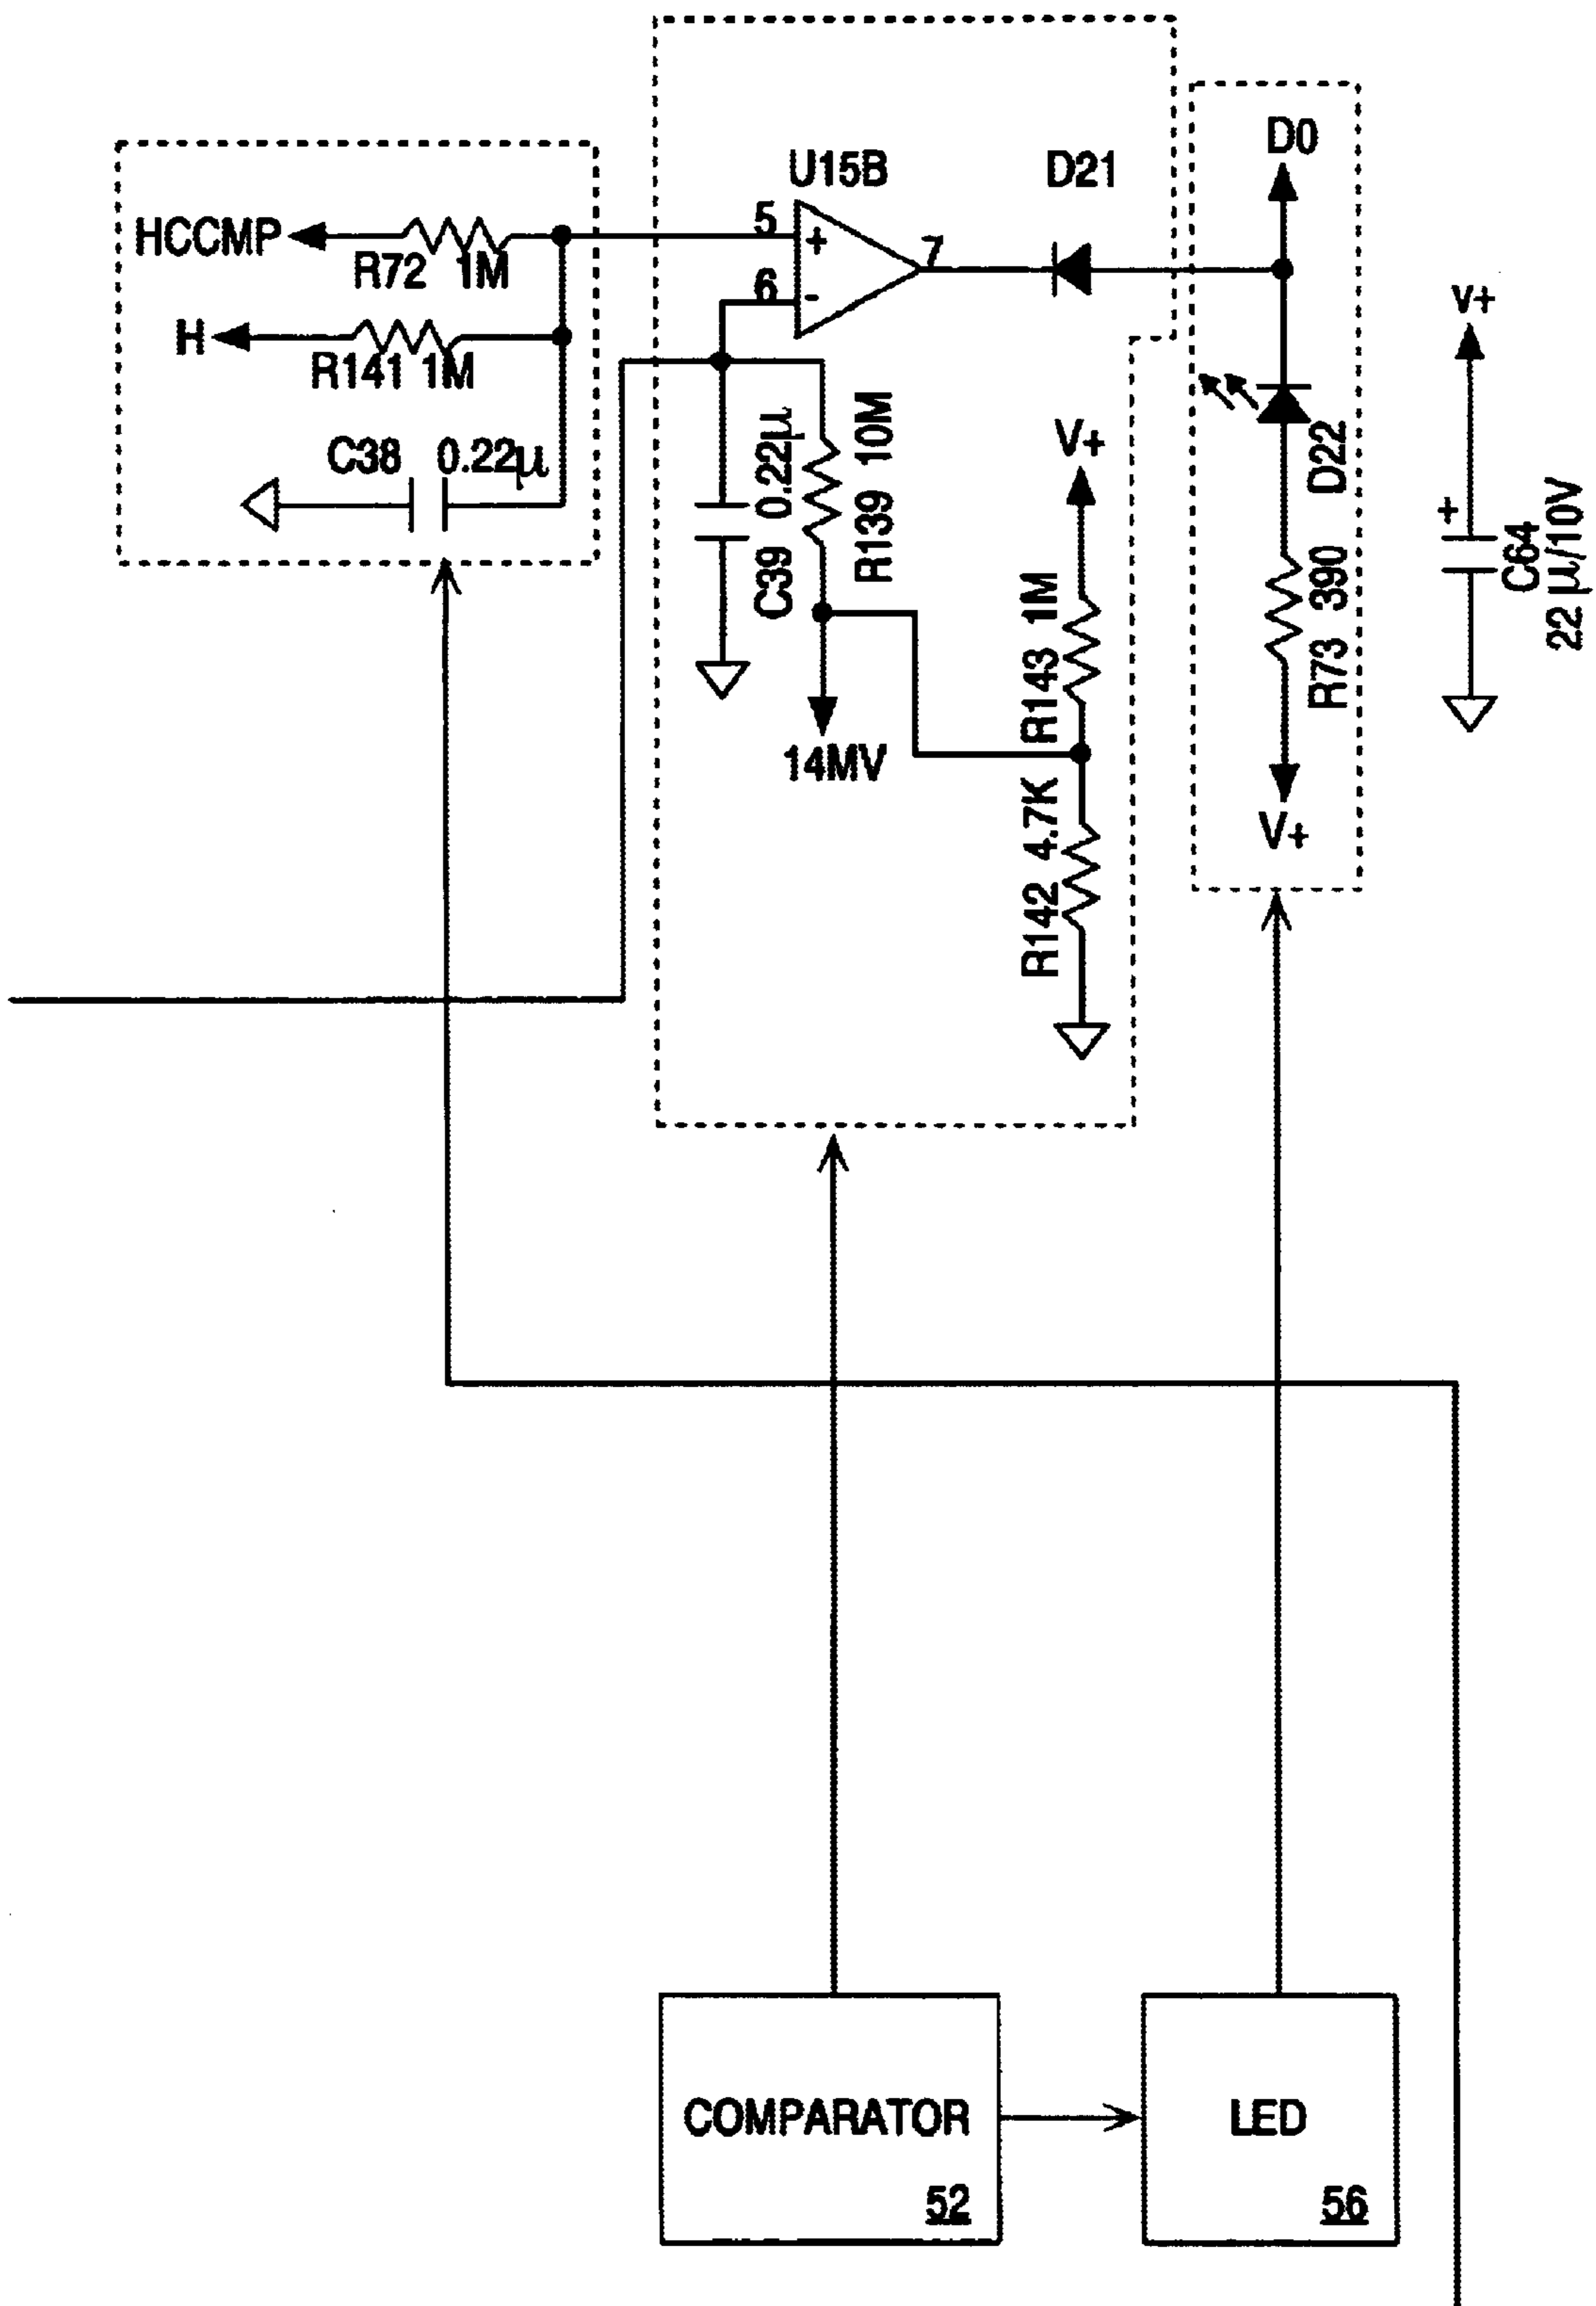 HCCMP
R72 1M
H
R141 1M
C38 0.22μ
U15B
5
+
6
-
7
D21
C39 0.22μ
R139 10M
14MV
V+
R143 1M
R142 4.7K
D0
D22
R73 390
V+
V+
+
C64
22 μ/10V
COMPARATOR
52
LED
56